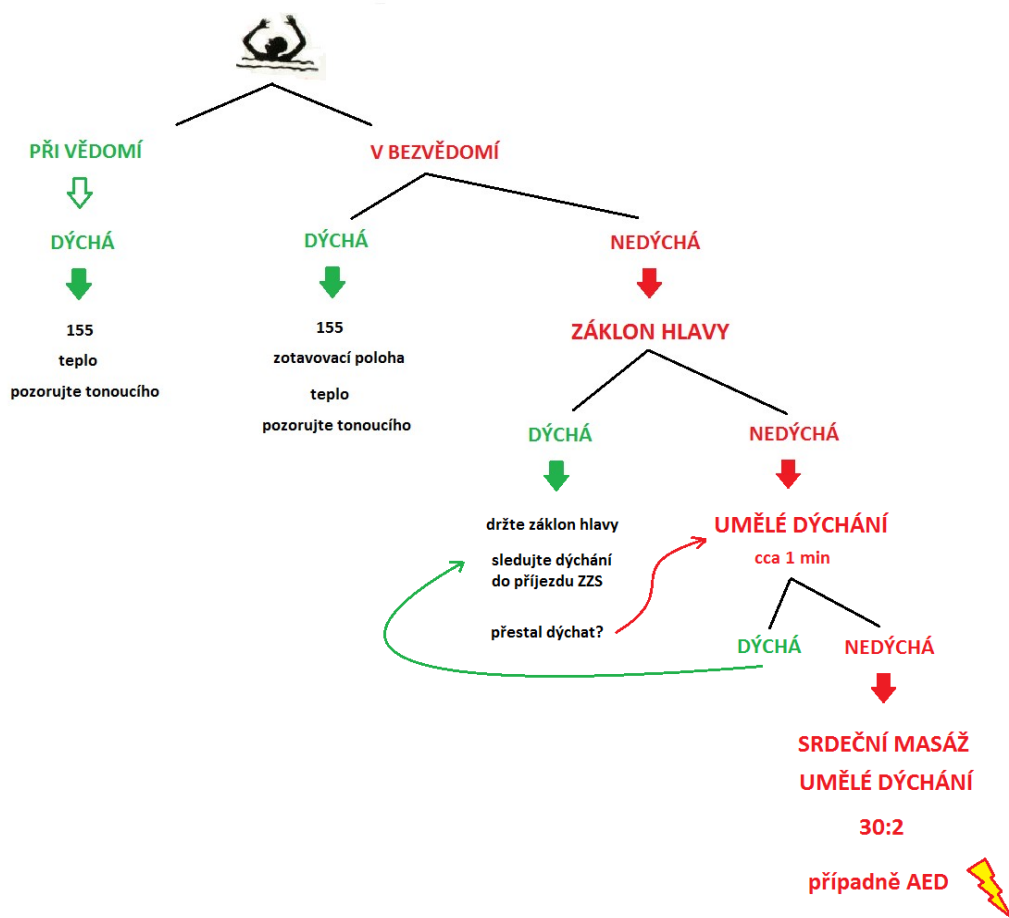 PŘI VĚDOMÍ
V BEZVĚDOMÍ
DÝCHÁ
DÝCHÁ
NEDÝCHÁ
155
teplo
pozorujte tonoucího
155
zotavovací poloha
teplo
pozorujte tonoucího
ZÁKLON HLAVY
DÝCHÁ
NEDÝCHÁ
držte záklon hlavy
sledujte dýchání
do příjezdu ZZS
přestal dýchat?
UMĚLÉ DÝCHÁNÍ
cca 1 min
DÝCHÁ
NEDÝCHÁ
SRDEČNÍ MASÁŽ
UMĚLÉ DÝCHÁNÍ
30:2
případně AED